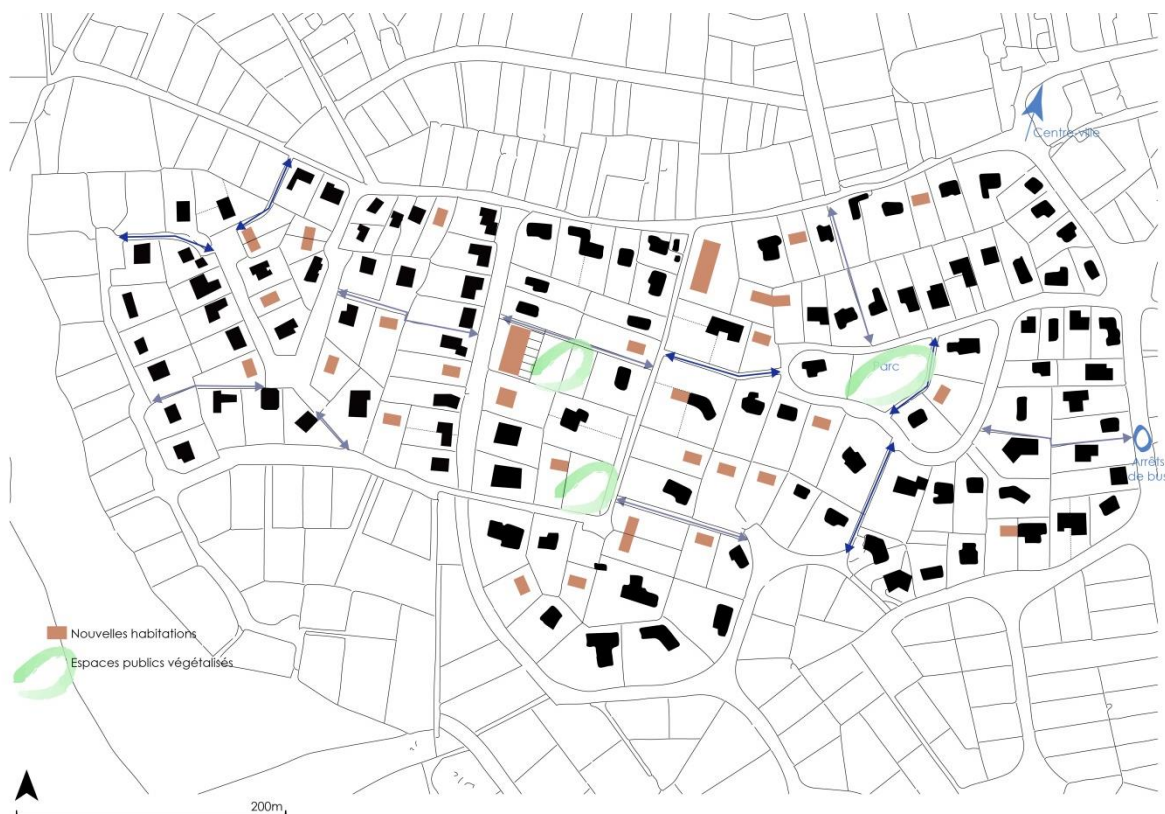 Centre-ville
Parc
Arrêts
de bus
Nouvelles habitations
Espaces publics végétalisés
200m